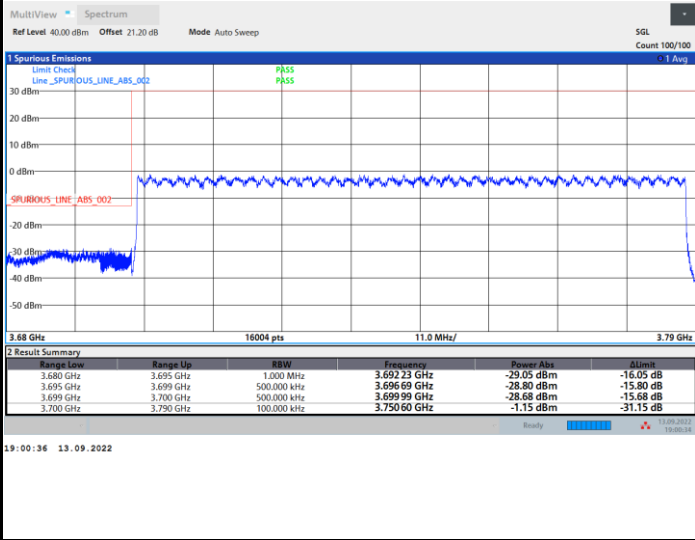 MultiView Spectrum
Ref Level 40.00 dBm Offset 21.20 dB Mode Auto Sweep SGL
Count 100/100
1 Spurious Emissions 1 Avg
Limit Check PASS
Line _SPURIOUS_LINE_ABS_002 PASS
30 dBm
20 dBm
10 dBm
0 dBm
_SPURIOUS_LINE_ABS_002
-20 dBm
-30 dBm
-40 dBm
-50 dBm
3.68 GHz 16004 pts 11.0 MHz/ 3.79 GHz
2 Result Summary
Range Low Range Up RBW Frequency Power Abs ΔLimit
3.680 GHz 3.695 GHz 1.000 MHz 3.692 23 GHz -29.05 dBm -16.05 dB
3.695 GHz 3.699 GHz 500.000 kHz 3.696 69 GHz -28.80 dBm -15.80 dB
3.699 GHz 3.700 GHz 500.000 kHz 3.699 99 GHz -28.68 dBm -15.68 dB
3.700 GHz 3.790 GHz 100.000 kHz 3.750 60 GHz -1.15 dBm -31.15 dB
Ready 13.09.2022
19:00:34
19:00:36 13.09.2022